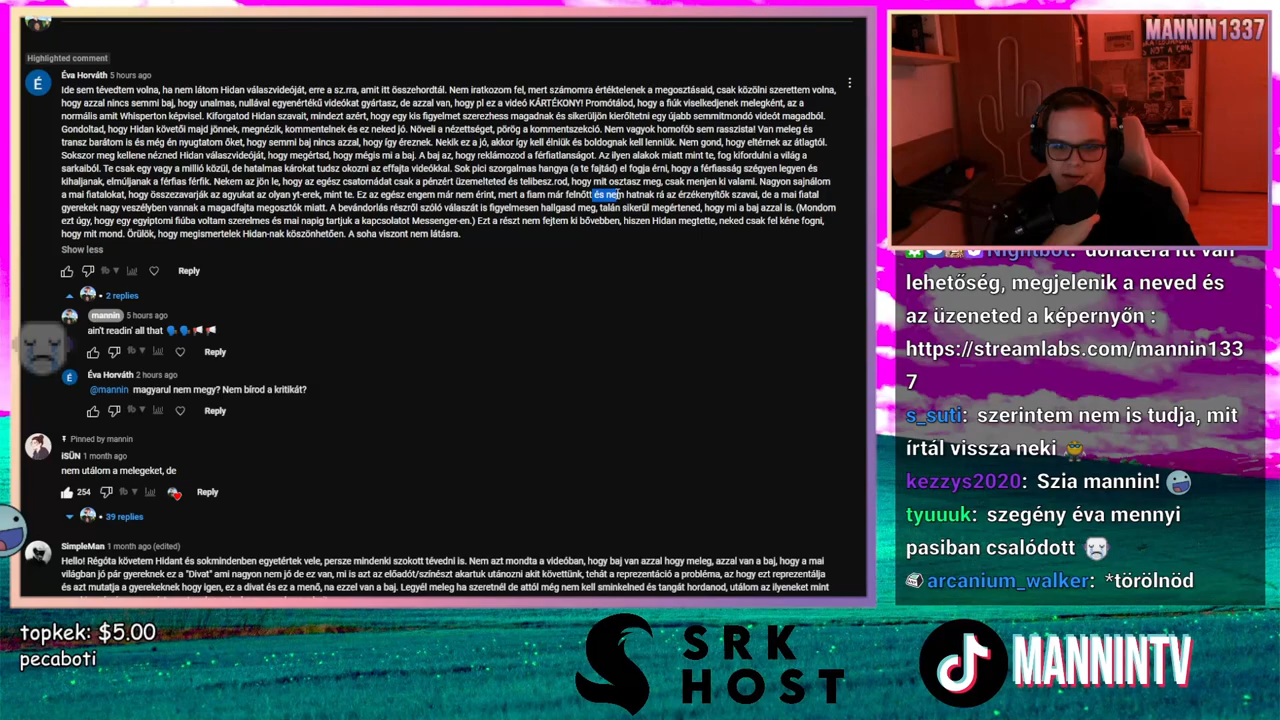 Highlighted comment
É
Éva Horváth 5 hours ago
Ide sem tévedtem volna, ha nem látom Hidan válaszvideóját, erre a sz.rra, amit itt összehordtál. Nem iratkozom fel, mert számomra értéktelenek a megosztásaid, csak közölni szerettem volna,
hogy azzal nincs semmi baj, hogy unalmas, nullával egyenértékű videókat gyártasz, de azzal van, hogy pl ez a videó KÁRTÉKONY! Promótálod, hogy a fiúk viselkedjenek melegként, az a
normális amit Whisperton képvisel. Kiforgatod Hidan szavait, mindezt azért, hogy egy kis figyelmet szerezhess magadnak és sikerüljön kierőltetni egy újabb semmitmondó videót magadból.
Gondoltad, hogy Hidan követői majd jönnek, megnézik, kommentelnek és ez neked jó. Növeli a nézettséget, pörög a kommentszekció. Nem vagyok homofób sem rasszista! Van meleg és
transz barátom is és még én nyugtatom őket, hogy semmi baj nincs azzal, hogy így éreznek. Nekik ez a jó, akkor így kell élniük és boldognak kell lenniük. Nem gond, hogy eltérnek az átlagtól.
Sokszor meg kellene nézned Hidan válaszvideóját, hogy megértsd, hogy mégis mi a baj. A baj az, hogy reklámozod a férfiatlanságot. Az ilyen alakok miatt mint te, fog kifordulni a világ a
sarkaiból. Te csak egy vagy a millió közül, de hatalmas károkat tudsz okozni az effajta videókkal. Sok pici szorgalmas hangya (a te fajtád) el fogja érni, hogy a férfiasság szégyen legyen és
kihaljanak, elmúljanak a férfias férfik. Nekem az jön le, hogy az egész csatornádat csak a pénzért üzemelteted és telibesz.rod, hogy mit osztasz meg, csak menjen ki valami. Nagyon sajnálom
a mai fiatalokat, hogy összezavarják az agyukat az olyan yt-erek, mint te. Ez az egész engem már nem érint, mert a fiam már felnőtt és nem hatnak rá az érzékenyítők szavai, de a mai fiatal
gyerekek nagy veszélyben vannak a magadfajta megosztók miatt. A bevándorlás részről szóló választ is figyelmesen hallgasd meg, talán sikerül megértened, hogy mi a baj azzal is. (Mondom
ezt úgy, hogy egy egyiptomi fiúba voltam szerelmes és mai napig tartjuk a kapcsolatot Messenger-en.) Ezt a részt nem fejtem ki bővebben, hiszen Hidan megtette, neked csak fel kéne fogni,
hogy mit mond. Örülök, hogy megismertelek Hidan-nak köszönhetően. A soha viszont nem látásra.
Show less
Reply
2 replies
mannin 5 hours ago
ain't readin' all that
Reply
É
Éva Horváth 2 hours ago
@mannin magyarul nem megy? Nem bírod a kritikát?
Reply
Pinned by mannin
iSÜN 1 month ago
nem utálom a melegeket, de
254 Reply
39 replies
SimpleMan 1 month ago (edited)
Hello! Régóta követem Hidant és sokmindenben egyetértek vele, persze mindenki szokott tévedni is. Nem azt mondta a videóban, hogy baj van azzal hogy meleg, azzal van baj, hogy a mai
világban jó pár gyereknek ez a "Divat" ami nagyon nem jó de ez van, mi is azt az előadót/színészt akartuk utánozni akit követtünk, tehát a reprezentáció a probléma, az hogy ezt reprezentálja
és azt mutatja a gyerekeknek hogy igen, ez a divat és ez a menő, na ezzel van a baj. Legyél meleg ha szeretnél de attól még nem kell sminkelned és tangát hordanod, utálom az ilyeneket mint
MANNIN1337
Nightbot: donátéra itt van
lehetőség, megjelenik a neved és
az üzeneted a képernyőn :
https://streamlabs.com/mannin133
7
s_suti: szerintem nem is tudja, mit
írtál vissza neki
kezzys2020: Szia mannin!
tyuuuk: szegény éva mennyi
pasiban csalódott
arcanium_walker: *törölnöd
topkek: $5.00
pecaboti
SRK
HOST
MANNINTV